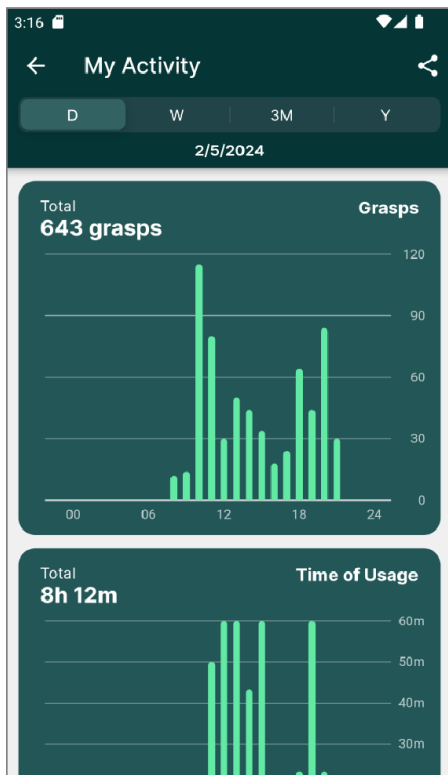 3:16
My Activity
D W 3M Y
2/5/2024
Total
Grasps
643 grasps
120
90
60
30
0
00 06 12 18 24
Total
Time of Usage
8h 12m
60m
50m
40m
30m